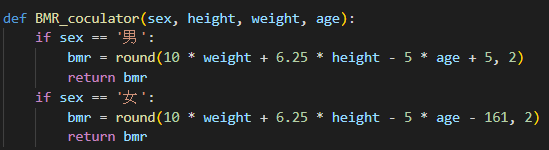 def BMR_coculator(sex, height, weight, age):
    if sex == '男':
        bmr = round(10 * weight + 6.25 * height - 5 * age + 5, 2)
        return bmr
    if sex == '女':
        bmr = round(10 * weight + 6.25 * height - 5 * age - 161, 2)
        return bmr